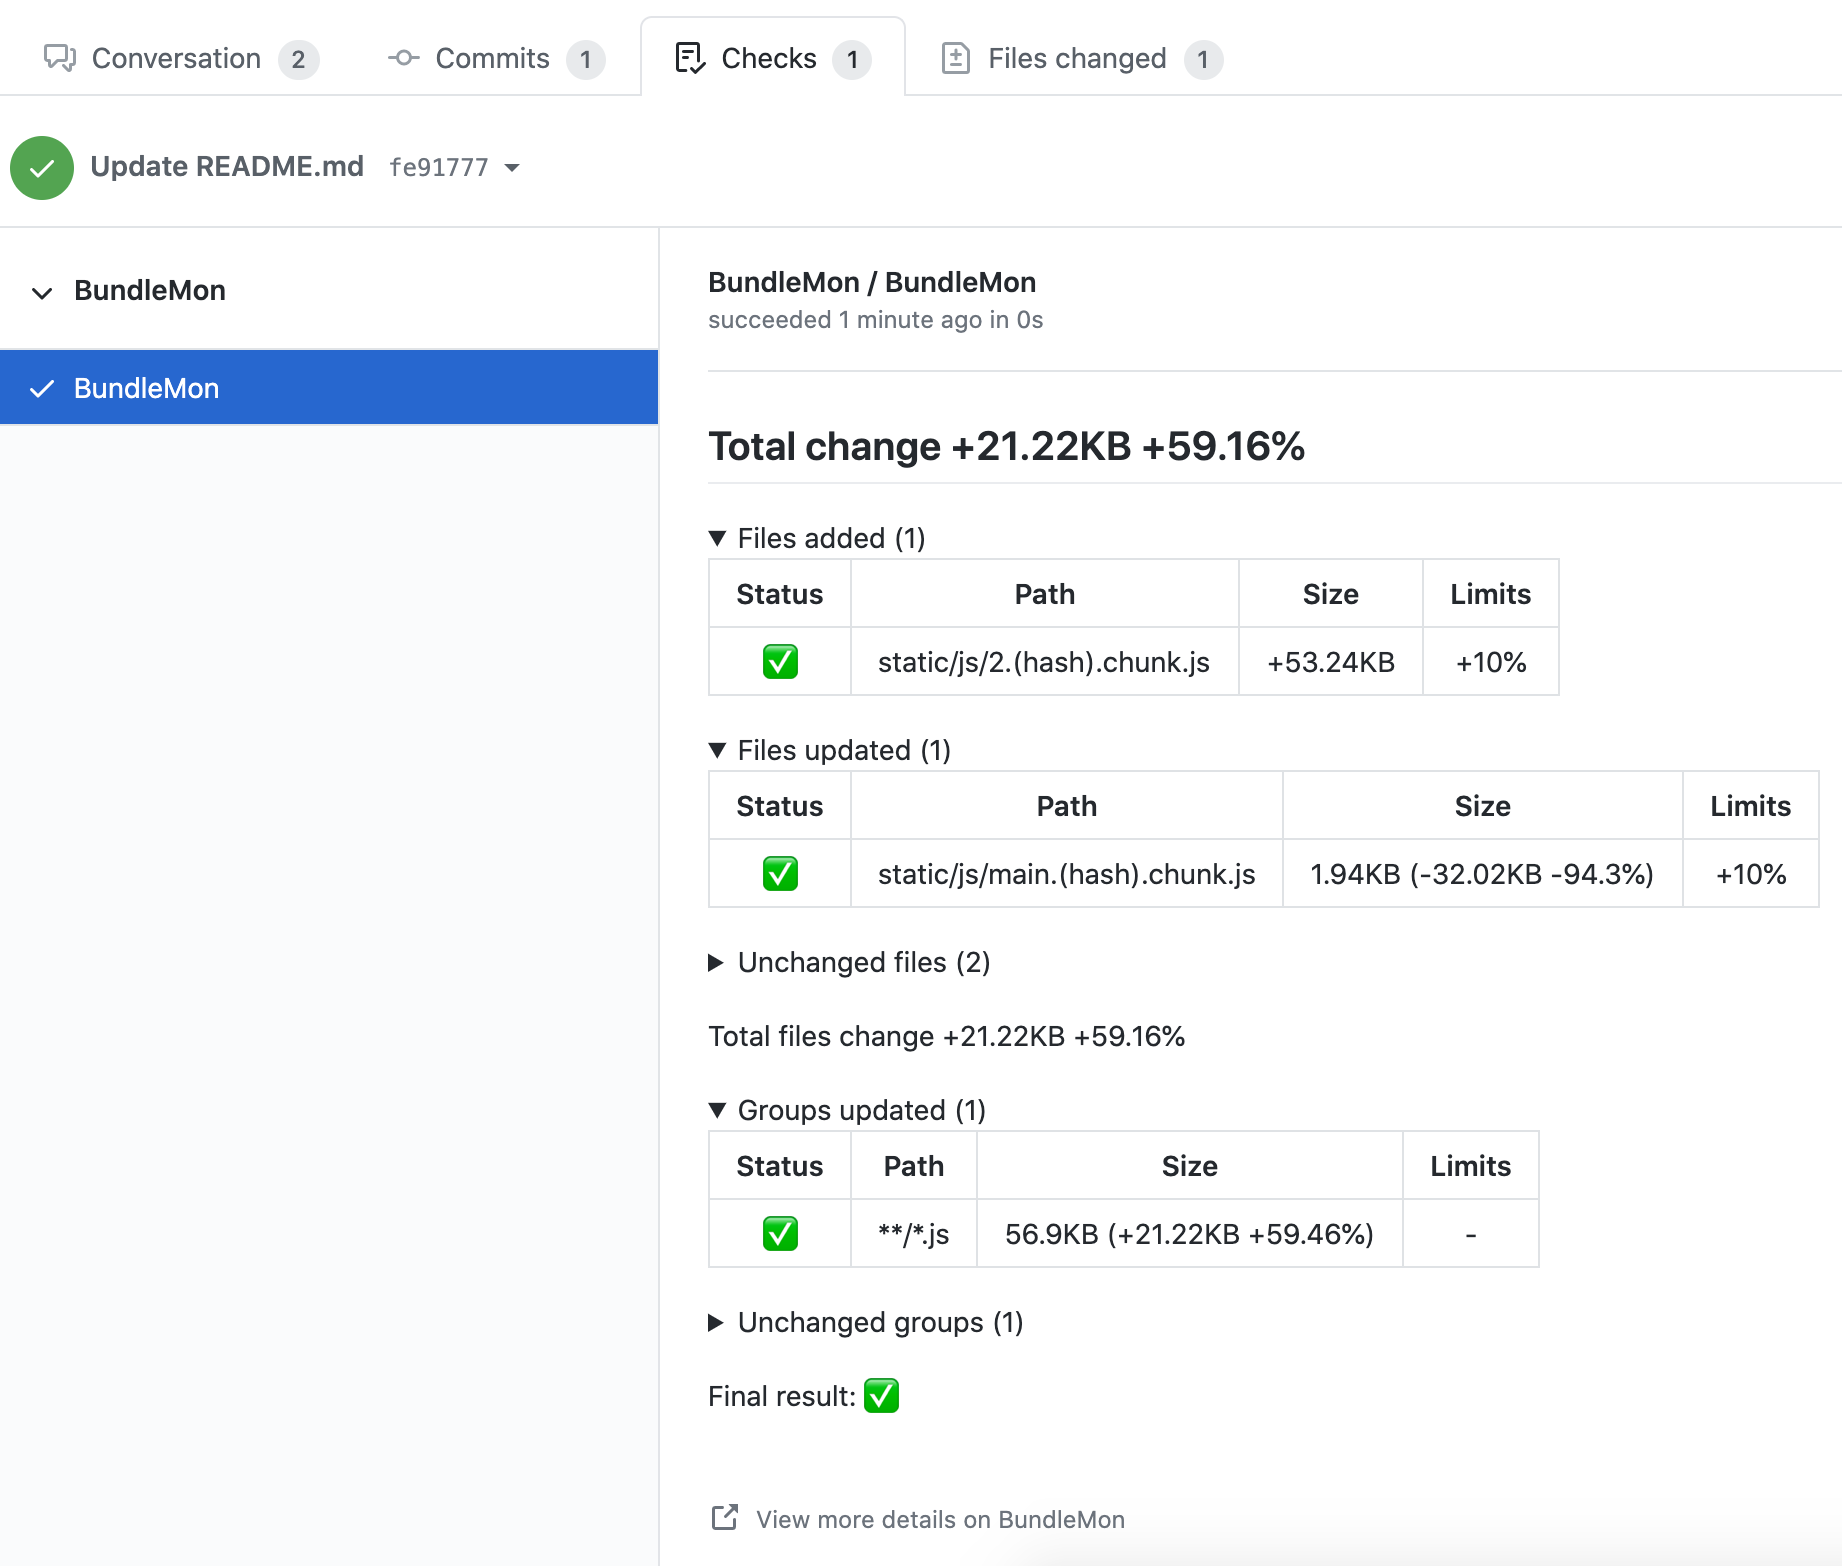 Conversation 2 Commits 1 Checks 1 Files changed 1
Update README.md fe91777
BundleMon
BundleMon
BundleMon / BundleMon
succeeded 1 minute ago in 0s
Total change +21.22KB +59.16%
Files added (1)
Status Path Size Limits
static/js/2.(hash).chunk.js +53.24KB +10%
Files updated (1)
Status Path Size Limits
static/js/main.(hash).chunk.js 1.94KB (-32.02KB -94.3%) +10%
Unchanged files (2)
Total files change +21.22KB +59.16%
Groups updated (1)
Status Path Size Limits
**/*.js 56.9KB (+21.22KB +59.46%) -
Unchanged groups (1)
Final result: ✅
View more details on BundleMon